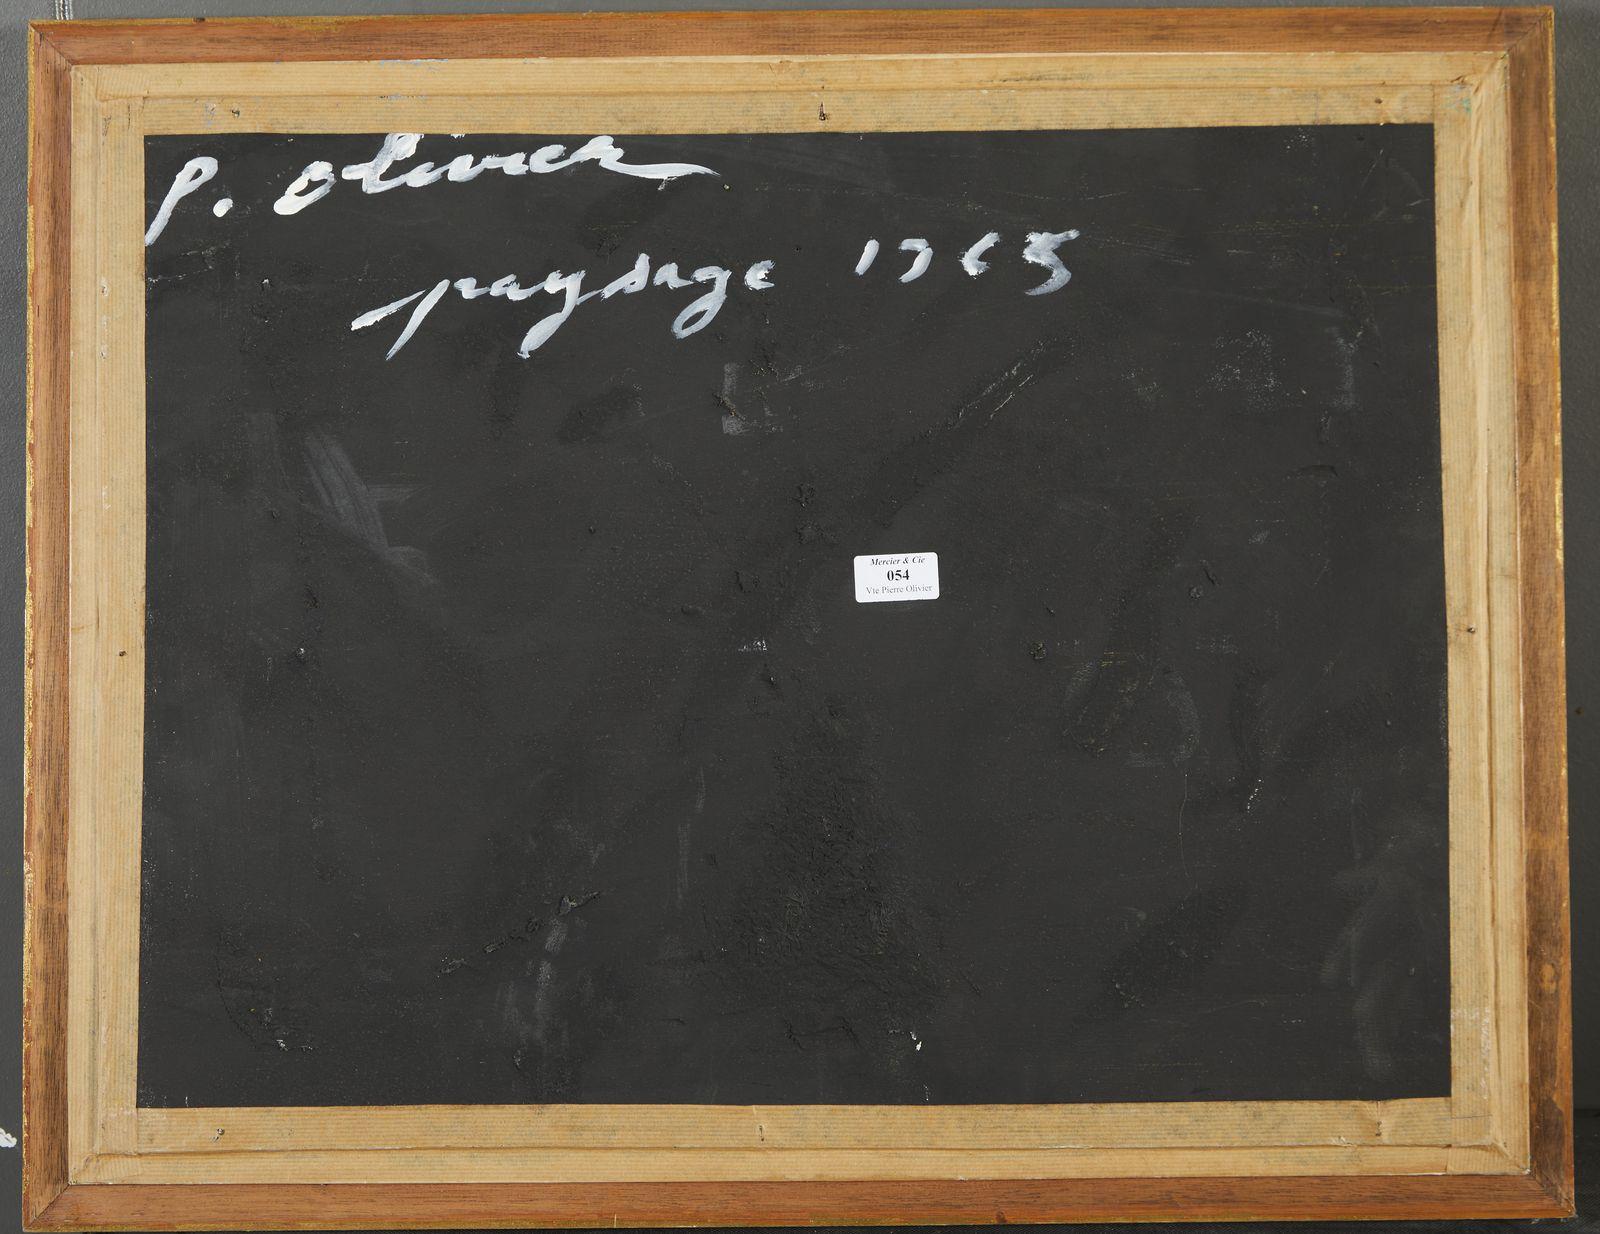 P. Olivier
paysage 1965
Mercier & Cie
054
Vte Pierre Olivier